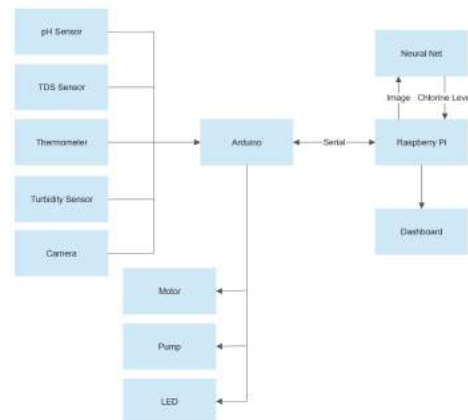 pH Sensor
TDS Sensor
Thermometer
Turbidity Sensor
Camera
Arduino
Serial
Neural Net
Image
Chlorine Leve
Raspberry PI
Dashboard
Motor
Pump
LED